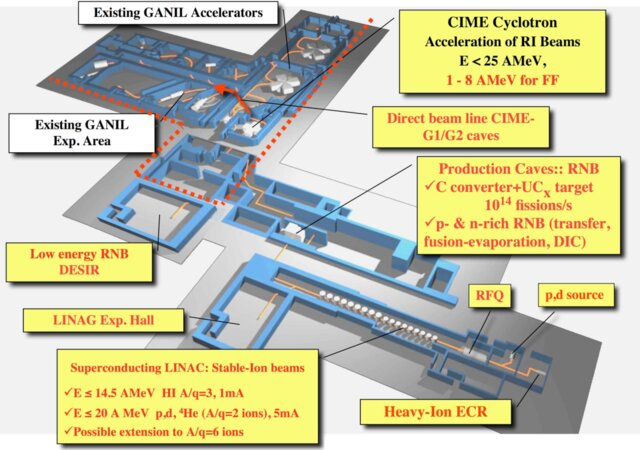 Existing GANIL Accelerators
CIME Cyclotron
Acceleration of RI Beams
E < 25 AMeV,
1 - 8 AMeV for FF
Existing GANIL
Exp. Area
Direct beam line CIME-
G1/G2 caves
Production Caves:: RNB
✓C converter+UCx target
10¹⁴ fissions/s
✓p- & n-rich RNB (transfer,
fusion-evaporation, DIC)
Low energy RNB
DESIR
LINAG Exp. Hall
RFQ
p,d source
Superconducting LINAC: Stable-Ion beams
✓E ≤ 14.5 AMeV HI A/q=3, 1mA
✓E ≤ 20 A MeV p,d, ⁴He (A/q=2 ions), 5mA
✓Possible extension to A/q=6 ions
Heavy-Ion ECR